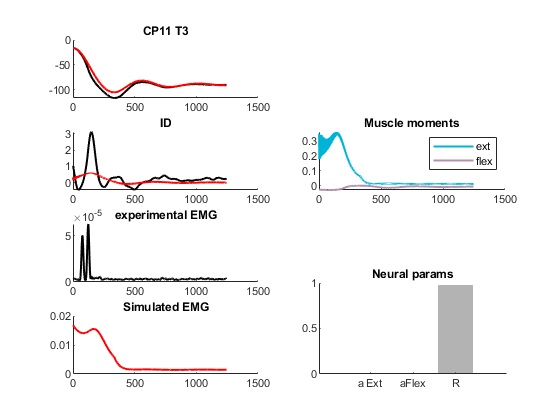 CP11 T3
0
-50
-100
0 500 1000 1500
ID
3
2
1
0
0 500 1000 1500
×10^-5 experimental EMG
5
0
0 500 1000 1500
Simulated EMG
0.02
0.01
0
0 500 1000 1500
Muscle moments
0.3
0.2
0.1
0
ext
flex
0 500 1000 1500
Neural params
1
0.5
0
a Ext aFlex R